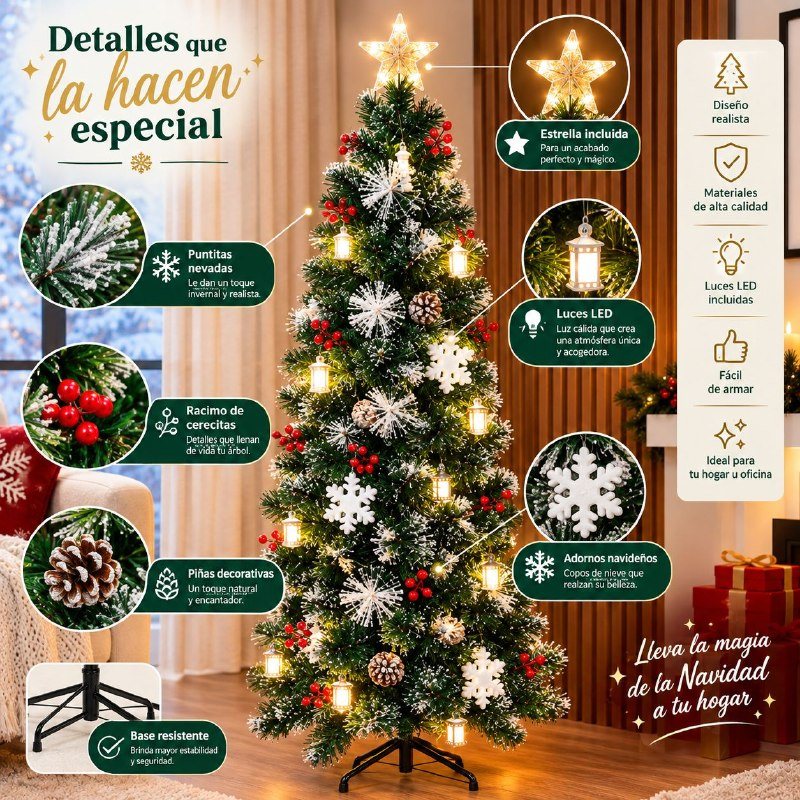 Detalles que
la hacen
especial
Estrella incluida
Para un acabado
perfecto y mágico.
Puntitas
nevadas
Le dan un toque
invernal y realista.
Luces LED
Luz cálida que crea
una atmósfera única
y acogedora.
Racimo de
cerecitas
Detalles que llenan
de vida tu árbol.
Adornos navideños
Copos de nieve que
realzan su belleza.
Piñas decorativas
Un toque natural
y encantador.
Base resistente
Brinda mayor estabilidad
y seguridad.
Diseño
realista
Materiales
de alta calidad
Luces LED
incluidas
Fácil
de armar
Ideal para
tu hogar u oficina
Lleva la magia
de la Navidad
a tu hogar